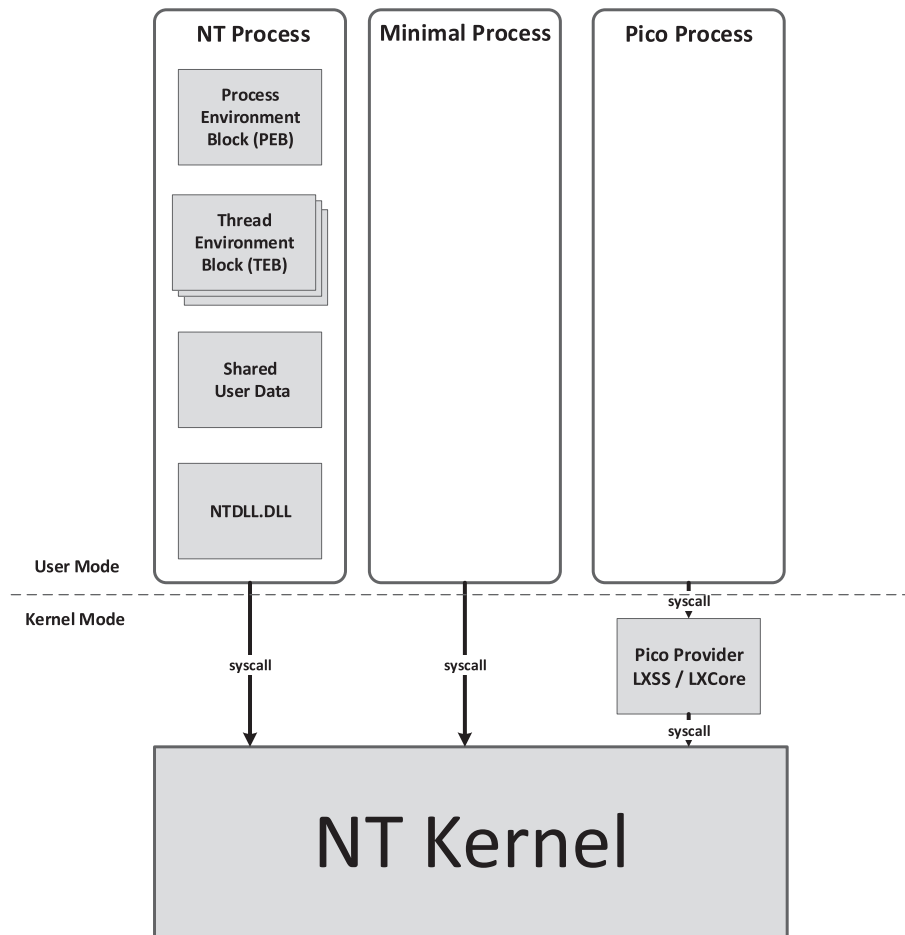 NT Process
Minimal Process
Pico Process
Process
Environment
Block (PEB)
Thread
Environment
Block (TEB)
Shared
User Data
NTDLL.DLL
User Mode
Kernel Mode
syscall
syscall
syscall
Pico Provider
LXSS / LXCore
syscall
NT Kernel